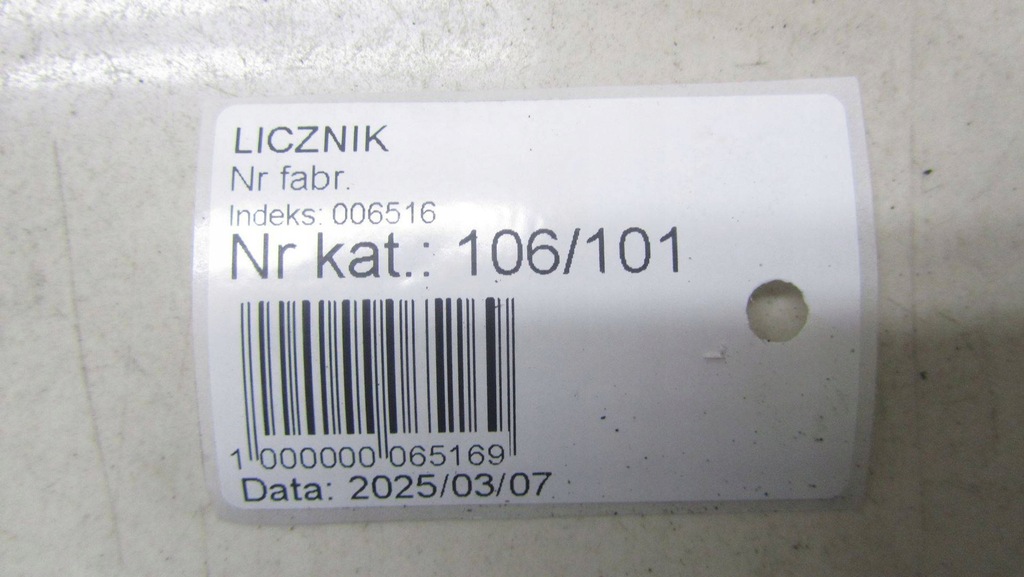 LICZNIK
Nr fabr.
Indeks: 006516
Nr kat.: 106/101
1 000000 065169
Data: 2025/03/07